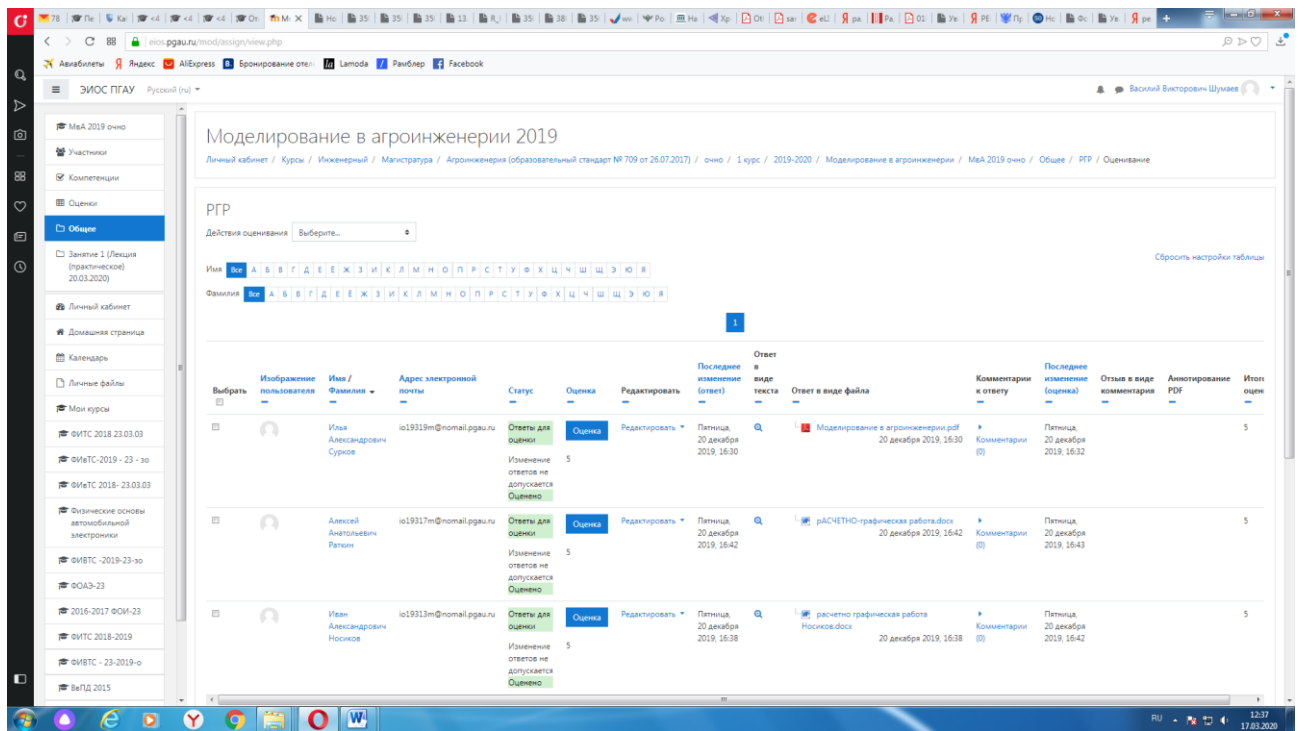 eios.pgau.ru/mod/assign/view.php
Авиабилеты Яндекс AliExpress Бронирование отел Lamoda Рамблер Facebook
ЭИОС ПГАУ Русский (ru)
Василий Викторович Шумаев
МвА 2019 очно
Участники
Компетенции
Оценки
Общее
Занятие 1 (Лекция
(практическое)
20.03.2020)
Личный кабинет
Домашняя страница
Календарь
Личные файлы
Мои курсы
ФИТС 2018 23.03.03
ФИвТС-2019 - 23 - зо
ФИвТС 2018- 23.03.03
Физические основы
автомобильной
электроники
ФИВТС -2019-23-зо
ФОАЭ-23
2016-2017 ФОИ-23
ФИТС 2018-2019
ФИВТС - 23-2019-о
ВвПД 2015
Моделирование в агроинженерии 2019
Личный кабинет / Курсы / Инженерный / Магистратура / Агроинженерия (образовательный стандарт № 709 от 26.07.2017) / очно / 1 курс / 2019-2020 / Моделирование в агроинженерии / МвА 2019 очно / Общее / РГР / Оценивание
РГР
Действия оценивания Выберите...
Сбросить настройки таблицы
Имя Все А Б В Г Д Е Ё Ж З И К Л М Н О П Р С Т У Ф Х Ц Ч Ш Щ Э Ю Я
Фамилия Все А Б В Г Д Е Ё Ж З И К Л М Н О П Р С Т У Ф Х Ц Ч Ш Щ Э Ю Я
1
Выбрать
Изображение
пользователя
Имя /
Фамилия
Адрес электронной
почты
Статус
Оценка
Редактировать
Последнее
изменение
(ответ)
Ответ
в
виде
текста
Ответ в виде файла
Комментарии
к ответу
Последнее
изменение
(оценка)
Отзыв в виде
комментария
Аннотирование
PDF
Итого
оцен
Илья
Александрович
Сурков
io19319m@nomail.pgau.ru
Ответы для
оценки
Изменение
ответов не
допускается
Оценено
Оценка
5
Редактировать
Пятница,
20 декабря
2019, 16:30
Моделирование в агроинженерии.pdf
20 декабря 2019, 16:30
Комментарии
(0)
Пятница,
20 декабря
2019, 16:32
5
Алексей
Анатольевич
Раткин
io19317m@nomail.pgau.ru
Ответы для
оценки
Изменение
ответов не
допускается
Оценено
Оценка
5
Редактировать
Пятница,
20 декабря
2019, 16:42
рАСЧЕТНО-графическая работа.docx
20 декабря 2019, 16:42
Комментарии
(0)
Пятница,
20 декабря
2019, 16:43
5
Иван
Александрович
Носиков
io19313m@nomail.pgau.ru
Ответы для
оценки
Изменение
ответов не
допускается
Оценено
Оценка
5
Редактировать
Пятница,
20 декабря
2019, 16:38
расчетно графическая работа
Носиков.docx
20 декабря 2019, 16:38
Комментарии
(0)
Пятница,
20 декабря
2019, 16:42
5
RU
12:37
17.03.2020